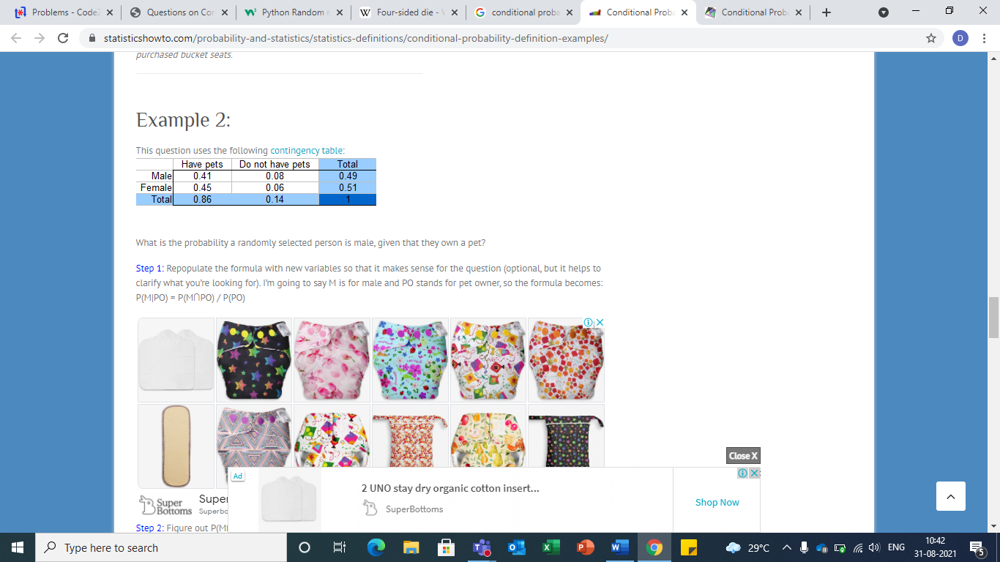 Problems - Code
Questions on Con
Python Random
Four-sided die -
conditional proba
Conditional Prob
Conditional Prob
statisticshowto.com/probability-and-statistics/statistics-definitions/conditional-probability-definition-examples/
D
purchased bucket seats.
Example 2:
This question uses the following contingency table:
Have pets Do not have pets Total
Male 0.41 0.08 0.49
Female 0.45 0.06 0.51
Total 0.86 0.14 1
What is the probability a randomly selected person is male, given that they own a pet?
Step 1: Repopulate the formula with new variables so that it makes sense for the question (optional, but it helps to
clarify what you're looking for). I'm going to say M is for male and PO stands for pet owner, so the formula becomes:
P(M|PO) = P(M∩PO) / P(PO)
Close X
Ad
2 UNO stay dry organic cotton insert...
SuperBottoms
Shop Now
Super
Bottoms
Super
Superbo
Step 2: Figure out P(M
Type here to search
29°C
ENG
10:42
31-08-2021
5